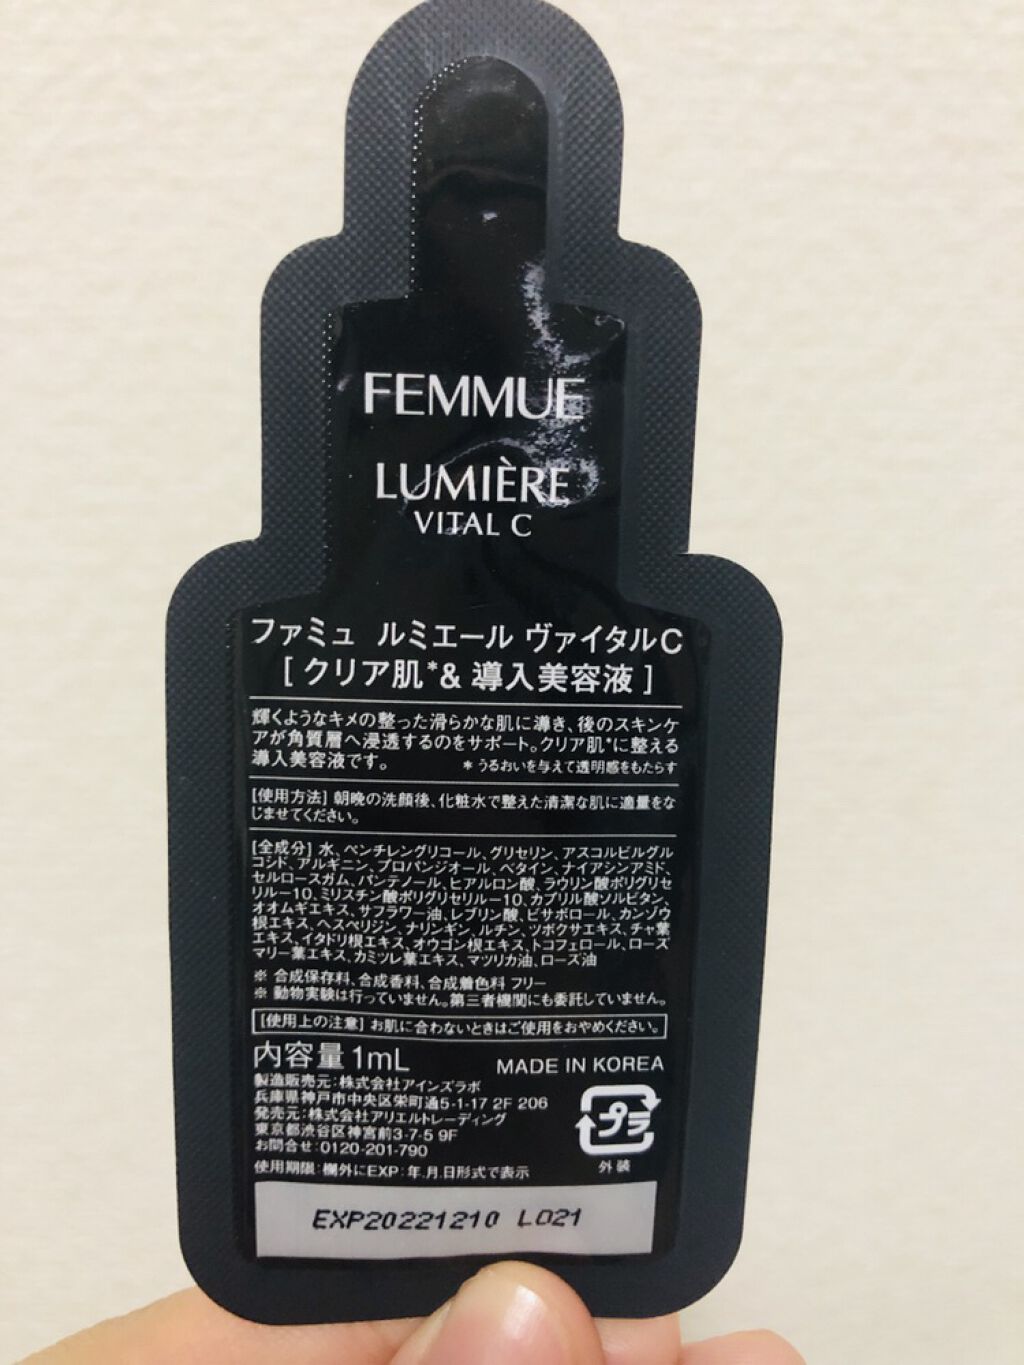 FEMMUE
LUMIÈRE
VITAL C
ファミュ ルミエール ヴァイタルC
[ クリア肌*& 導入美容液 ]
輝くようなキメの整った滑らかな肌に導き、後のスキンケ
アが角質層へ浸透するのをサポート。クリア肌*に整える
導入美容液です。 *うるおいを与えて透明感をもたらす
[使用方法] 朝晩の洗顔後、化粧水で整えた清潔な肌に適量をな
じませてください。
[全成分] 水、ペンチレングリコール、グリセリン、アスコルビルグル
コシド、アルギニン、プロパンジオール、ベタイン、ナイアシンアミド、
セルロースガム、パンテノール、ヒアルロン酸、ラウリン酸ポリグリセ
リルー10、ミリスチン酸ポリグリセリルー10、カプリル酸ソルビタン、
オオムギエキス、サフラワー油、レブリン酸、ビサボロール、カンゾウ
根エキス、ヘスペリジン、ナリンギン、ルチン、ツボクサエキス、チャ葉
エキス、イタドリ根エキス、オウゴン根エキス、トコフェロール、ローズ
マリー葉エキス、カミツレ葉エキス、マツリカ油、ローズ油
※ 合成保存料、合成香料、合成着色料 フリー
※ 動物実験は行っていません。第三者機関にも委託していません。
[使用上の注意] お肌に合わないときはご使用をおやめください。
内容量 1mL
MADE IN KOREA
製造販売元：株式会社アインズラボ
兵庫県神戸市中央区栄町通5-1-17 2F 206
発売元：株式会社アリエルトレーディング
東京都渋谷区神宮前3-7-5 9F
お問合せ：0120-201-790
プラ
外装
使用期限：欄外にEXP：年.月.日形式で表示
EXP20221210 L021